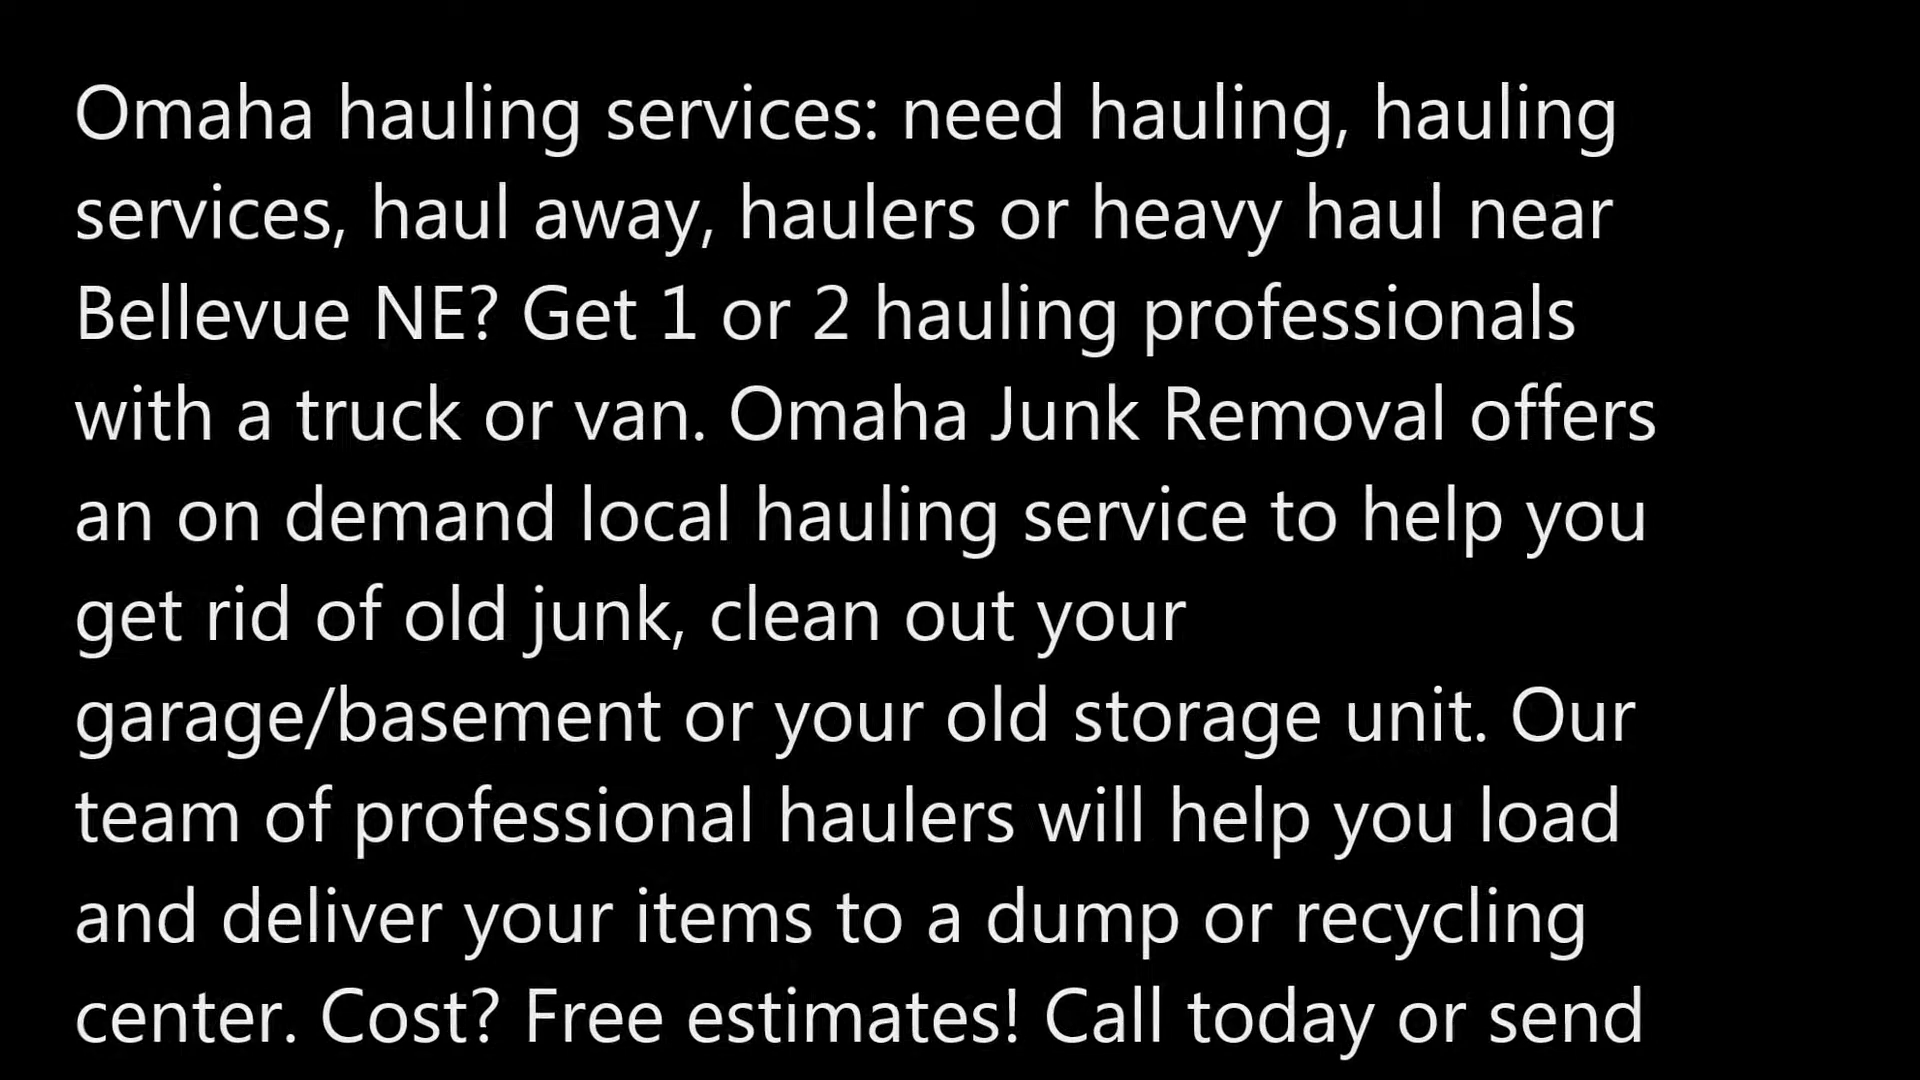 Omaha hauling services: need hauling, hauling
services, haul away, haulers or heavy haul near
Bellevue NE? Get 1 or 2 hauling professionals
with a truck or van. Omaha Junk Removal offers
an on demand local hauling service to help you
get rid of old junk, clean out your
garage/basement or your old storage unit. Our
team of professional haulers will help you load
and deliver your items to a dump or recycling
center. Cost? Free estimates! Call today or send